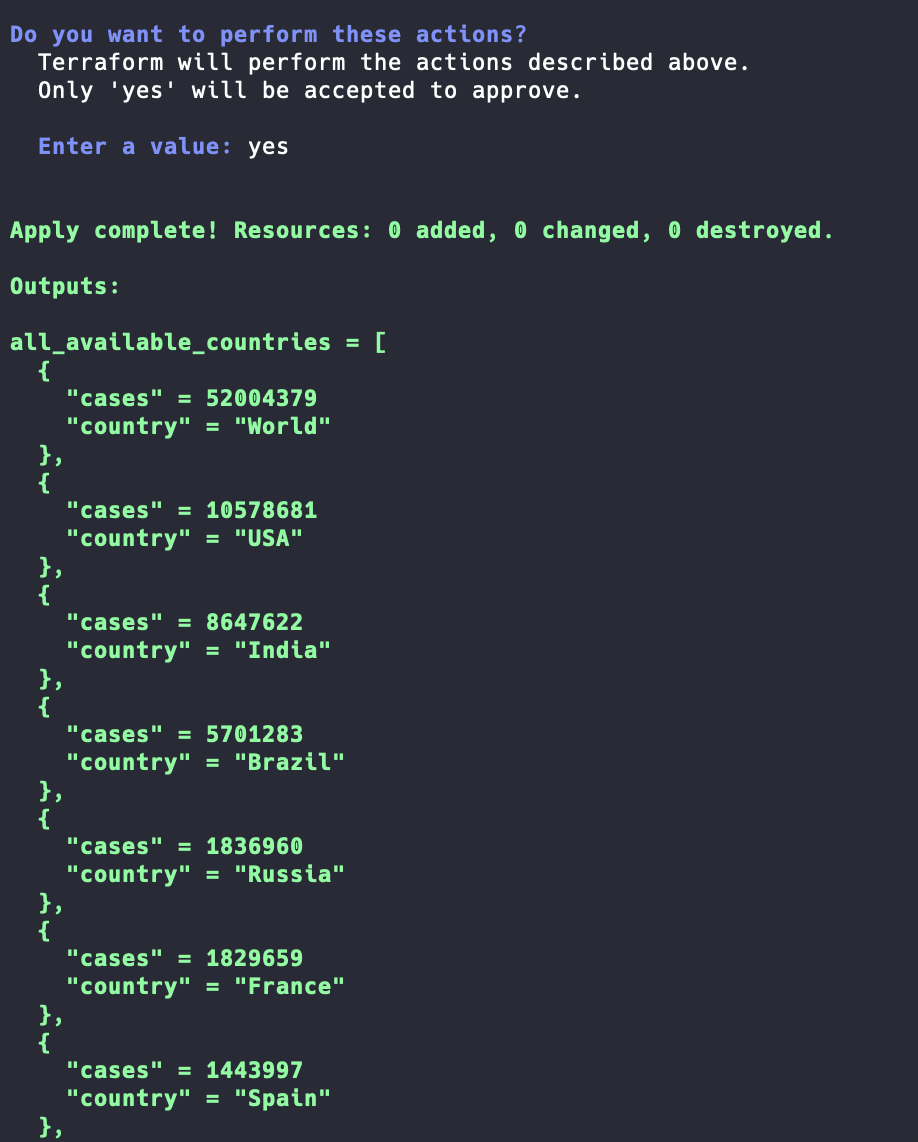 Do you want to perform these actions?
  Terraform will perform the actions described above.
  Only 'yes' will be accepted to approve.

  Enter a value: yes


Apply complete! Resources: 0 added, 0 changed, 0 destroyed.

Outputs:

all_available_countries = [
  {
    "cases" = 52004379
    "country" = "World"
  },
  {
    "cases" = 10578681
    "country" = "USA"
  },
  {
    "cases" = 8647622
    "country" = "India"
  },
  {
    "cases" = 5701283
    "country" = "Brazil"
  },
  {
    "cases" = 1836960
    "country" = "Russia"
  },
  {
    "cases" = 1829659
    "country" = "France"
  },
  {
    "cases" = 1443997
    "country" = "Spain"
  },